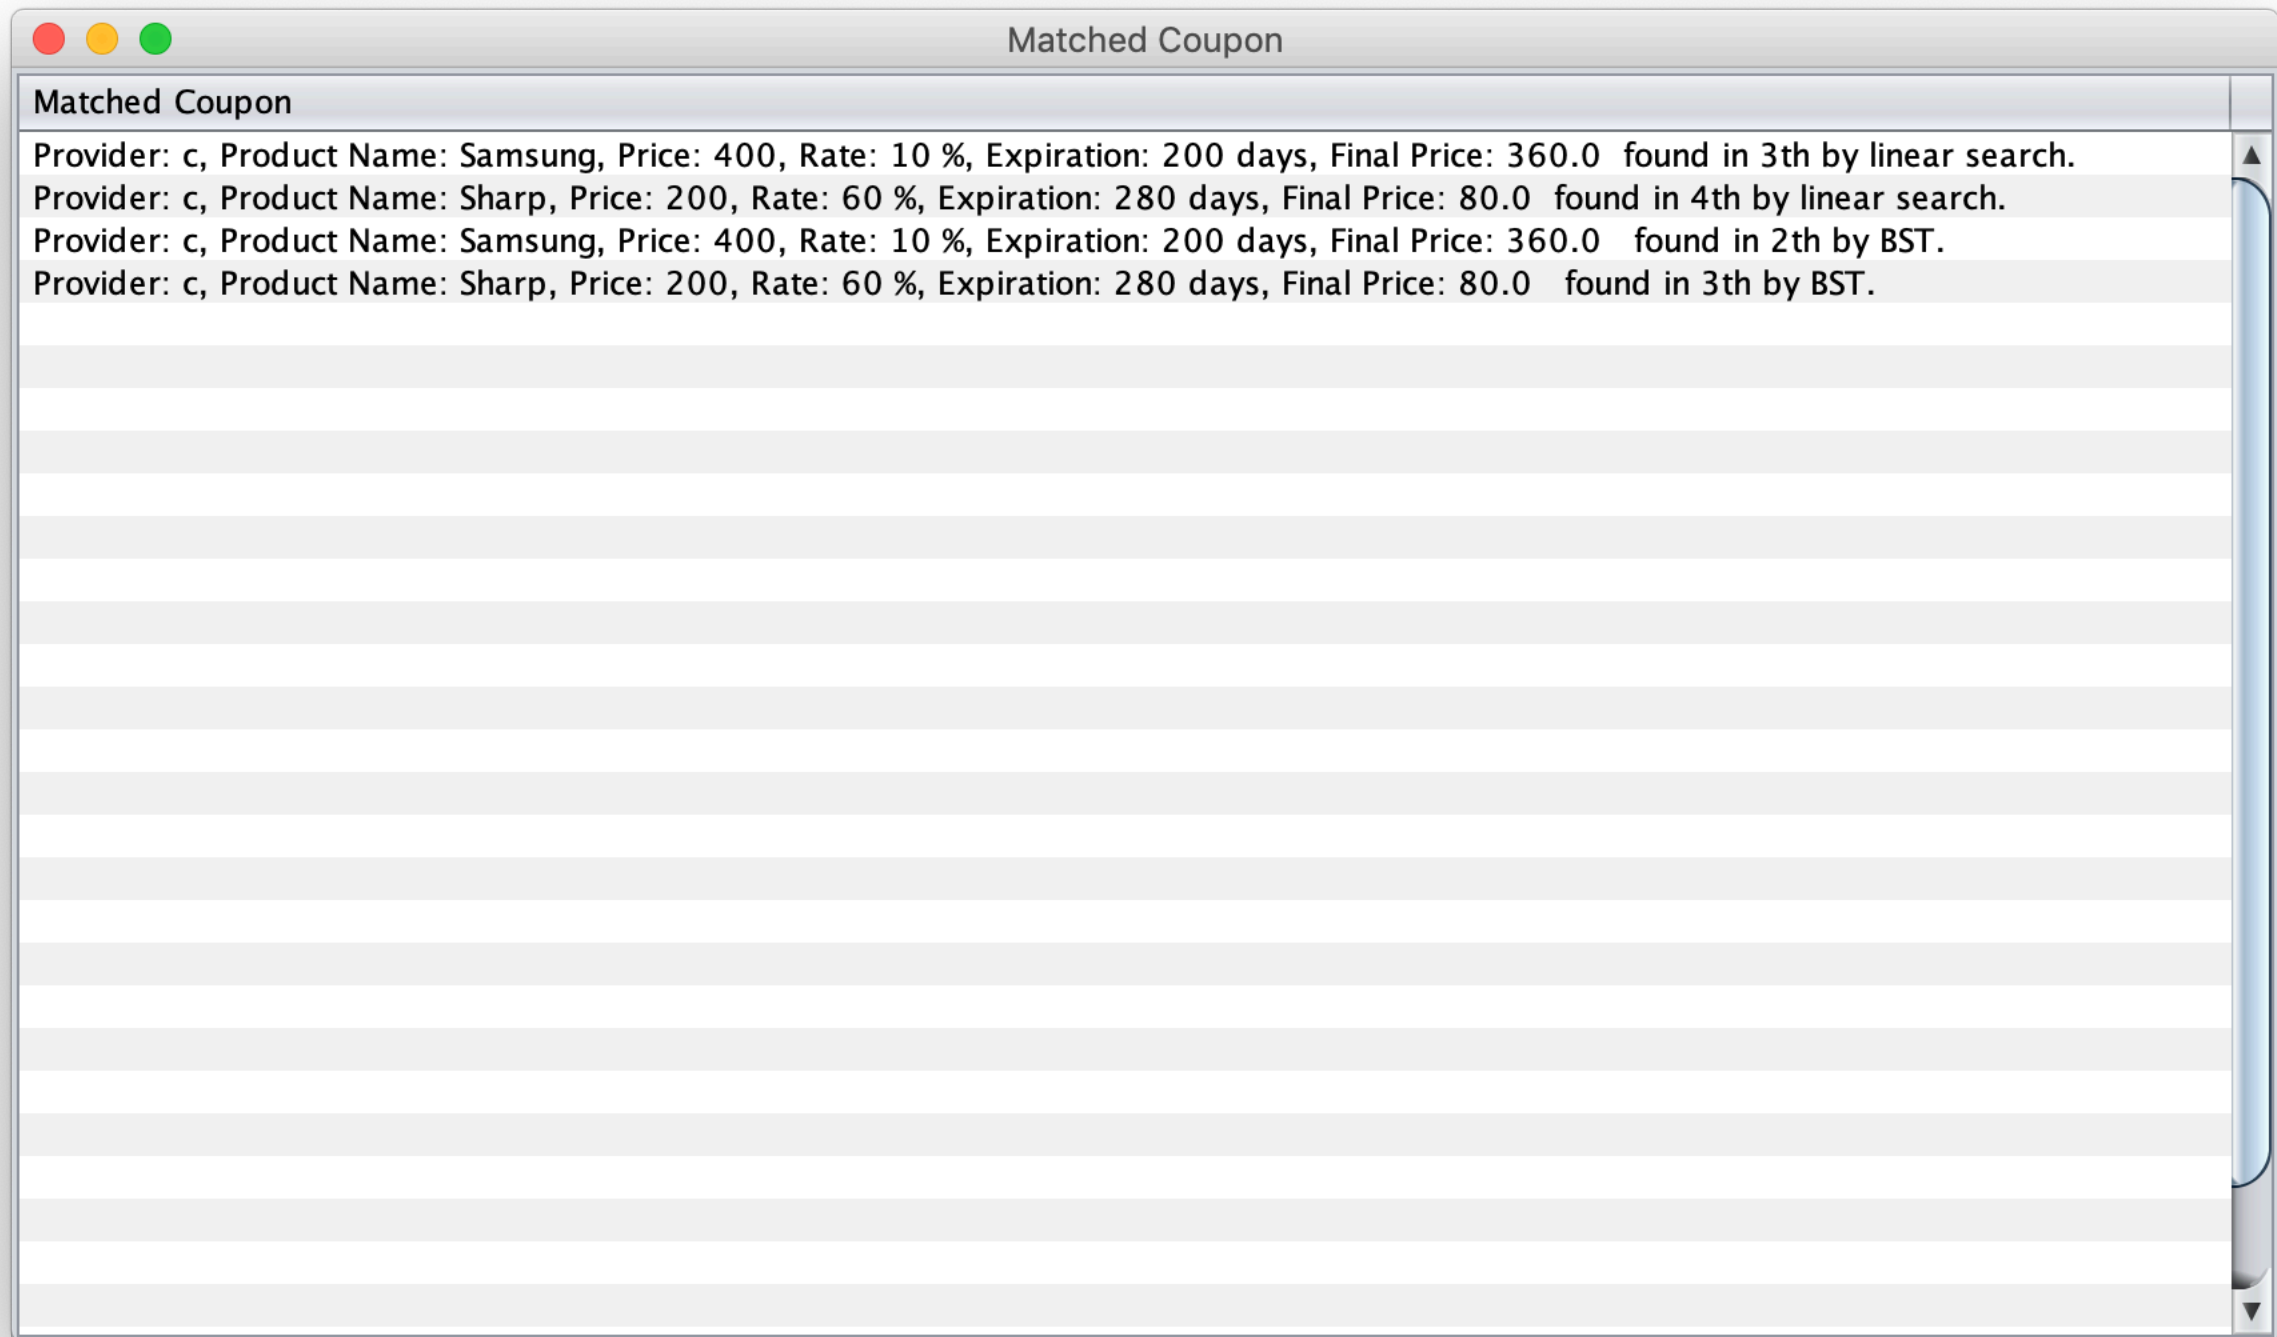 Matched Coupon
Matched Coupon
Provider: c, Product Name: Samsung, Price: 400, Rate: 10 %, Expiration: 200 days, Final Price: 360.0  found in 3th by linear search.
Provider: c, Product Name: Sharp, Price: 200, Rate: 60 %, Expiration: 280 days, Final Price: 80.0  found in 4th by linear search.
Provider: c, Product Name: Samsung, Price: 400, Rate: 10 %, Expiration: 200 days, Final Price: 360.0   found in 2th by BST.
Provider: c, Product Name: Sharp, Price: 200, Rate: 60 %, Expiration: 280 days, Final Price: 80.0   found in 3th by BST.